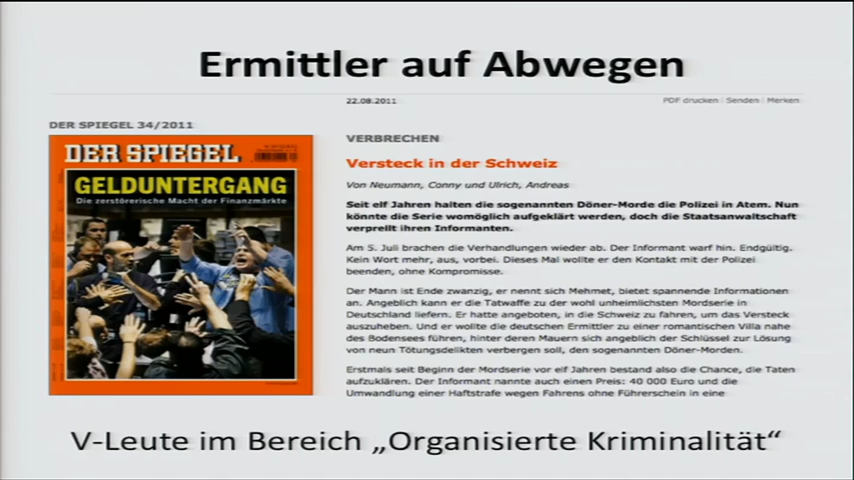 Ermittler auf Abwegen
22.08.2011
PDF drucken | Senden | Merken
DER SPIEGEL 34/2011
DER SPIEGEL
GELDUNTERGANG
Die zerstörerische Macht der Finanzmärkte
VERBRECHEN
Versteck in der Schweiz
Von Neumann, Conny und Ulrich, Andreas
Seit elf Jahren halten die sogenannten Döner-Morde die Polizei in Atem. Nun
könnte die Serie womöglich aufgeklärt werden, doch die Staatsanwaltschaft
verprellt ihren Informanten.
Am 5. Juli brachen die Verhandlungen wieder ab. Der Informant warf hin. Endgültig.
Kein Wort mehr, aus, vorbei. Dieses Mal wollte er den Kontakt mit der Polizei
beenden, ohne Kompromisse.
Der Mann ist Ende zwanzig, er nennt sich Mehmet, bietet spannende Informationen
an. Angeblich kann er die Tatwaffe zu der wohl unheimlichsten Mordserie in
Deutschland liefern. Er hatte angeboten, in die Schweiz zu fahren, um das Versteck
auszuheben. Und er wollte die deutschen Ermittler zu einer romantischen Villa nahe
des Bodensees führen, hinter deren Mauern sich angeblich der Schlüssel zur Lösung
von neun Tötungsdelikten verbergen soll, den sogenannten Döner-Morden.
Erstmals seit Beginn der Mordserie vor elf Jahren bestand also die Chance, die Taten
aufzuklären. Der Informant nannte auch einen Preis: 40 000 Euro und die
Umwandlung einer Haftstrafe wegen Fahrens ohne Führerschein in eine
V-Leute im Bereich „Organisierte Kriminalität“